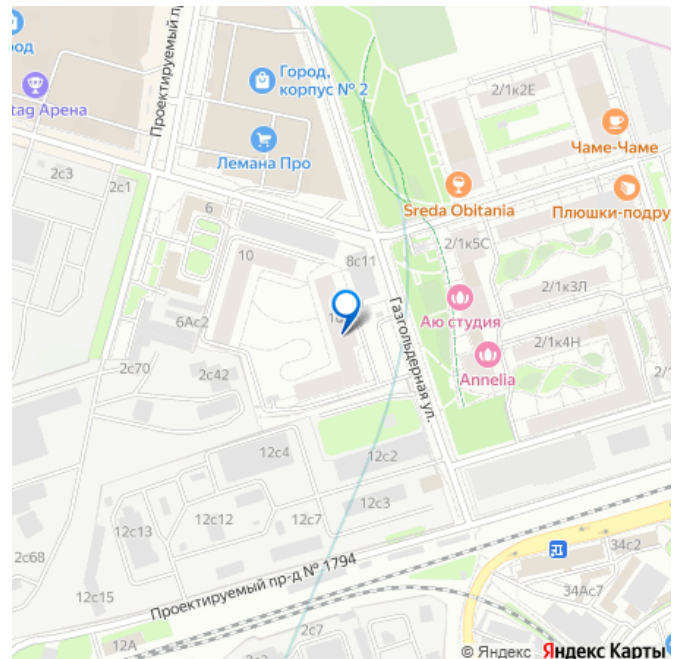 Проектируемый пр
род
tag Арена
Город,
корпус № 2
Лемана Про
2/1к2Е
Чаме-Чаме
Sreda Obitania
Плюшки-подру
2с3
2с1
6
10
8с11
2/1к5С
6Ас2
Газгольдерная ул.
Аю студия
2/1к3Л
Annelia
2/1к4Н
2с70
2с42
12с4
12с2
12с3
12с13
12с12
12с7
2с68
12с15
Проектируемый пр-д № 1794
12А
2с7
34с2
34Ас7
© Яндекс Яндекс Карты